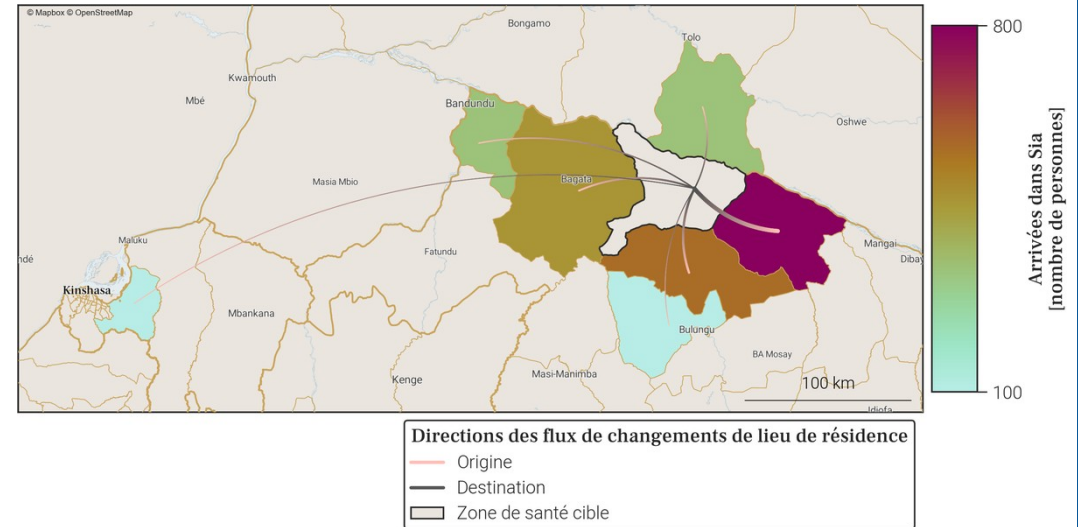 © Mapbox © OpenStreetMap
Bongamo
Tolo
Kwamouth
Mbé
Bandundu
Oshwe
Masia Mbio
Bagata
Maluku
Fatundu
Mangai
ndé
Dibay
Kinshasa
Mbankana
Bulungu
BA Mosay
Kenge
Masi-Manimba
100 km
Idiofa
800
100
Arrivées dans Sia
[nombre de personnes]
Directions des flux de changements de lieu de résidence
Origine
Destination
Zone de santé cible